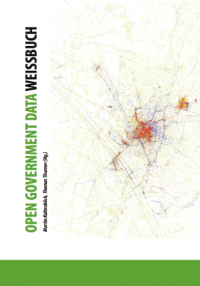 OPEN GOVERNMENT DATA WEISSBUCH
Martin Kaltenböck, Thomas Thurner (Hg.)